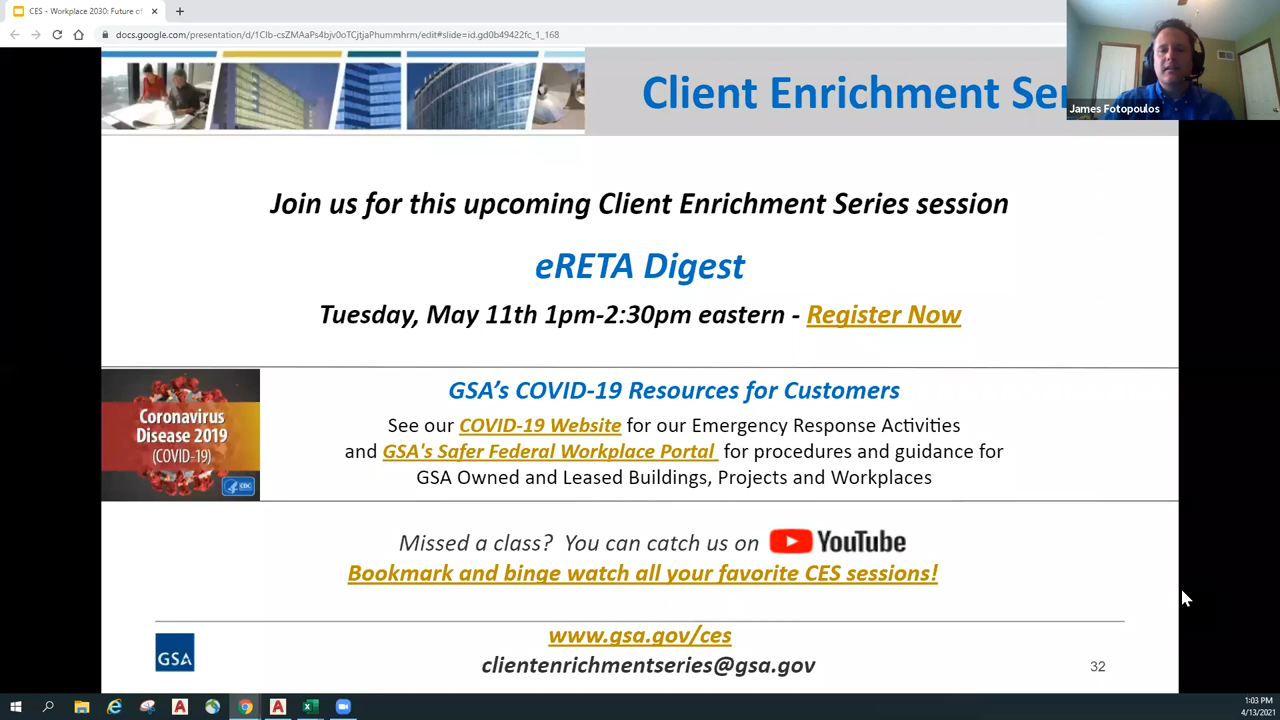 CES - Workplace 2030: Future of
docs.google.com/presentation/d/1CIb-csZMAaPs4bjv0oTCjtjaPhummhrm/edit#slide=id.gd0b49422fc_1_168
Client Enrichment Ser
James Fotopoulos
Join us for this upcoming Client Enrichment Series session
eRETA Digest
Tuesday, May 11th 1pm-2:30pm eastern - Register Now
Coronavirus
Disease 2019
(COVID-19)
CDC
GSA's COVID-19 Resources for Customers
See our COVID-19 Website for our Emergency Response Activities
and GSA's Safer Federal Workplace Portal for procedures and guidance for
GSA Owned and Leased Buildings, Projects and Workplaces
Missed a class? You can catch us on YouTube
Bookmark and binge watch all your favorite CES sessions!
www.gsa.gov/ces
GSA
clientenrichmentseries@gsa.gov
32
1:03 PM
4/13/2021